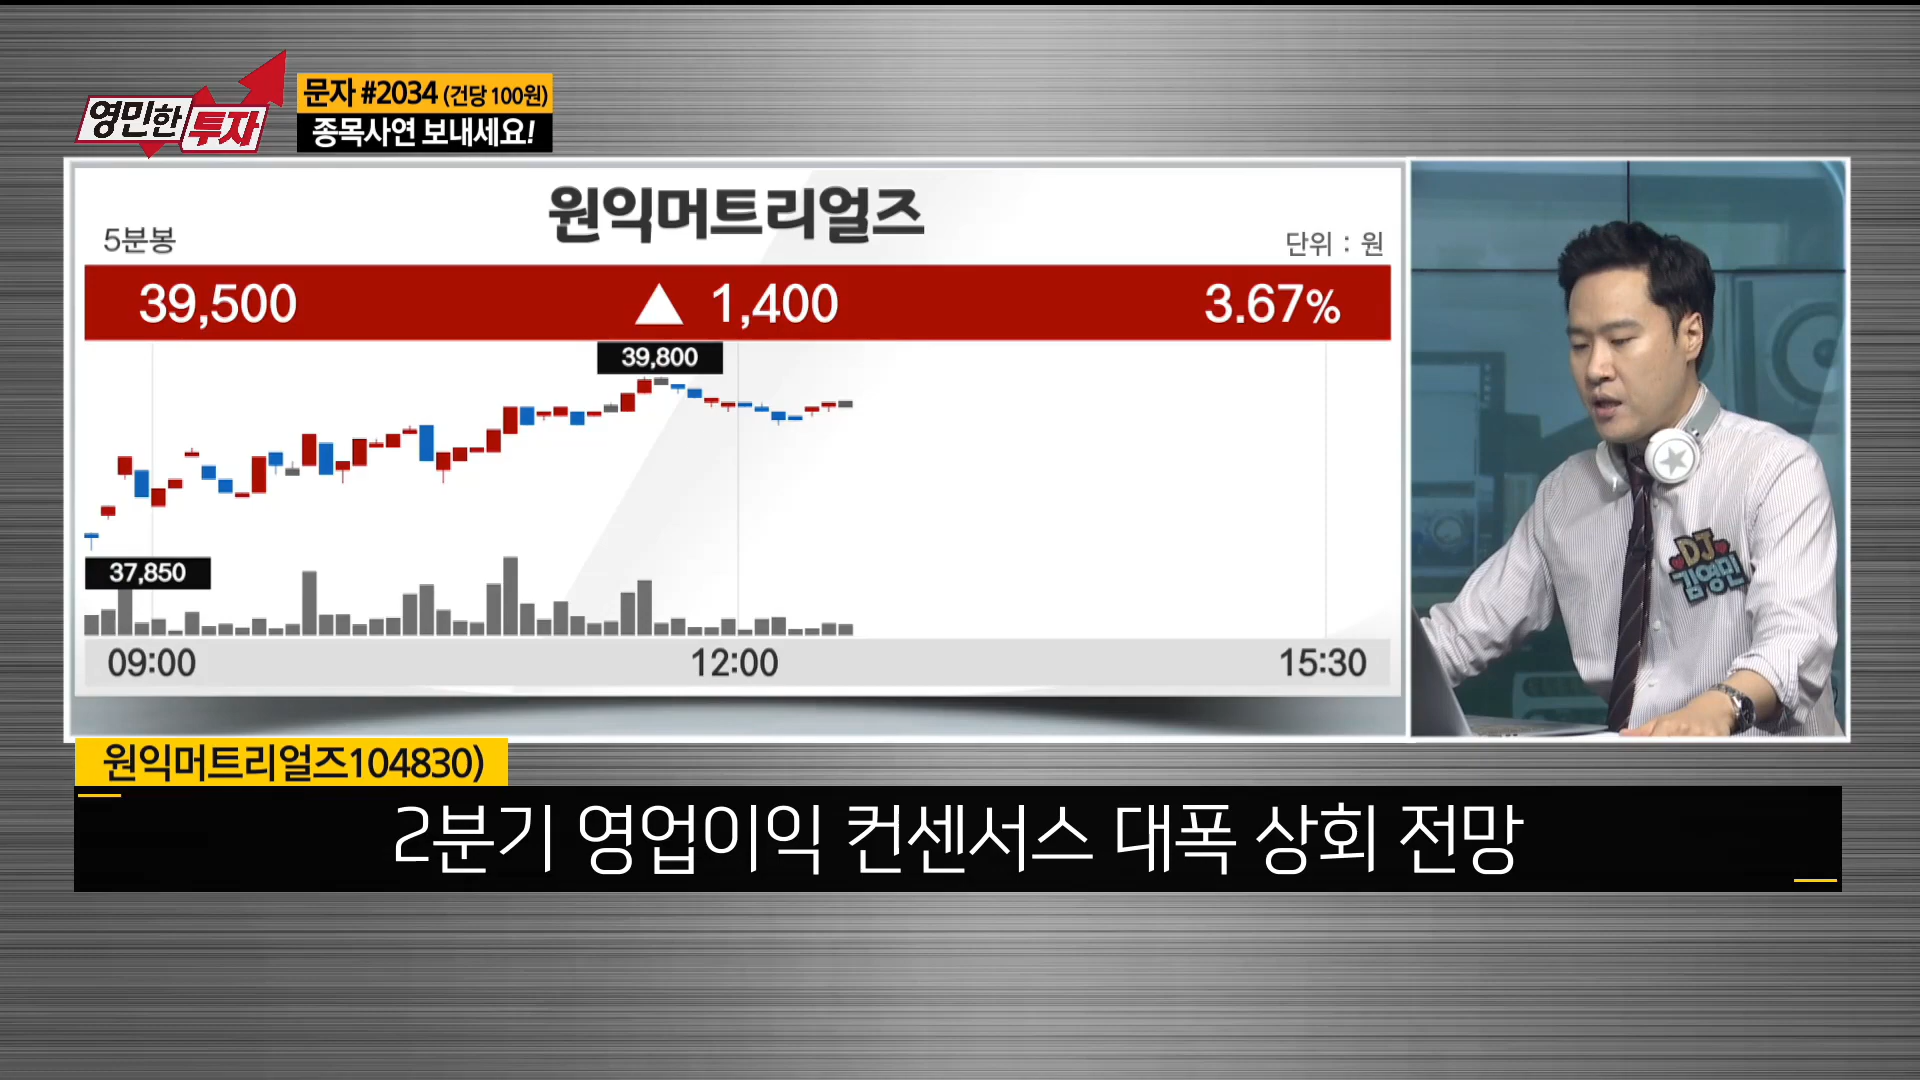 영민한 투자
문자 #2034 (건당 100원)
종목사연 보내세요!
원익머트리얼즈
5분봉
단위 : 원
39,500 ▲ 1,400 3.67%
39,800
37,850
09:00 12:00 15:30
DJ
김영민
원익머트리얼즈104830)
2분기 영업이익 컨센서스 대폭 상회 전망